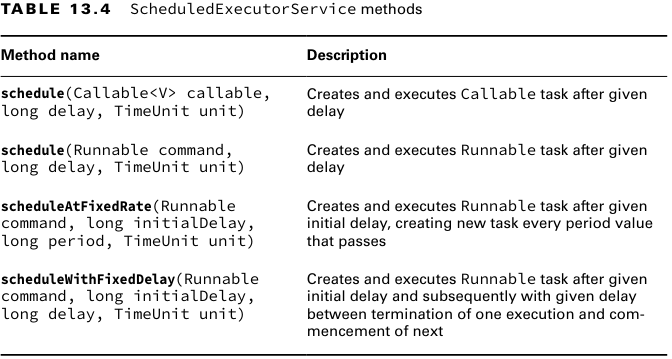 TABLE 13.4 ScheduledExecutorService methods
Method name Description
schedule(Callable<V> callable,
long delay, TimeUnit unit)
Creates and executes Callable task after given
delay
schedule(Runnable command,
long delay, TimeUnit unit)
Creates and executes Runnable task after given
delay
scheduleAtFixedRate(Runnable
command, long initialDelay,
long period, TimeUnit unit)
Creates and executes Runnable task after given
initial delay, creating new task every period value
that passes
scheduleWithFixedDelay(Runnable
command, long initialDelay,
long delay, TimeUnit unit)
Creates and executes Runnable task after given
initial delay and subsequently with given delay
between termination of one execution and com-
mencement of next